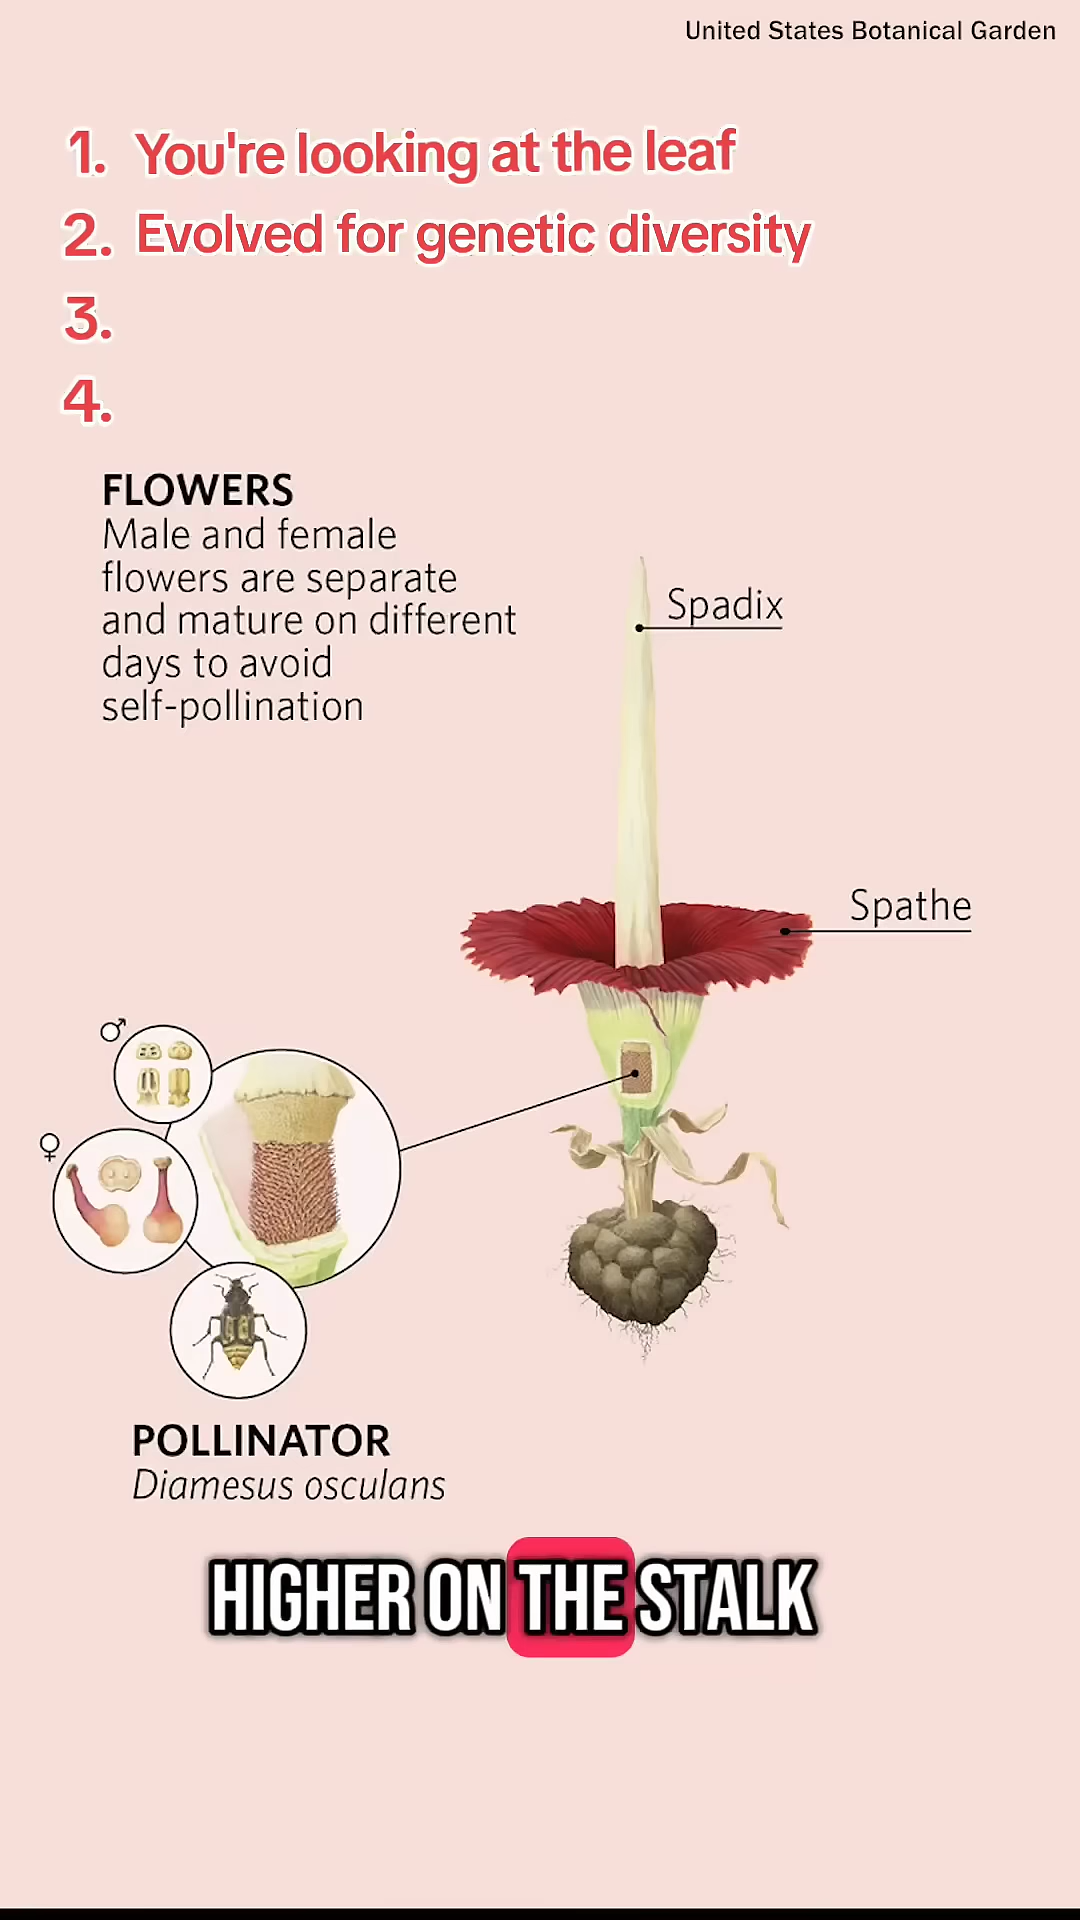 United States Botanical Garden
1. You're looking at the leaf
2. Evolved for genetic diversity
3.
4.
FLOWERS
Male and female
flowers are separate
and mature on different
days to avoid
self-pollination
Spadix
Spathe
♂
♀
POLLINATOR
Diamesus osculans
HIGHER ON THE STALK